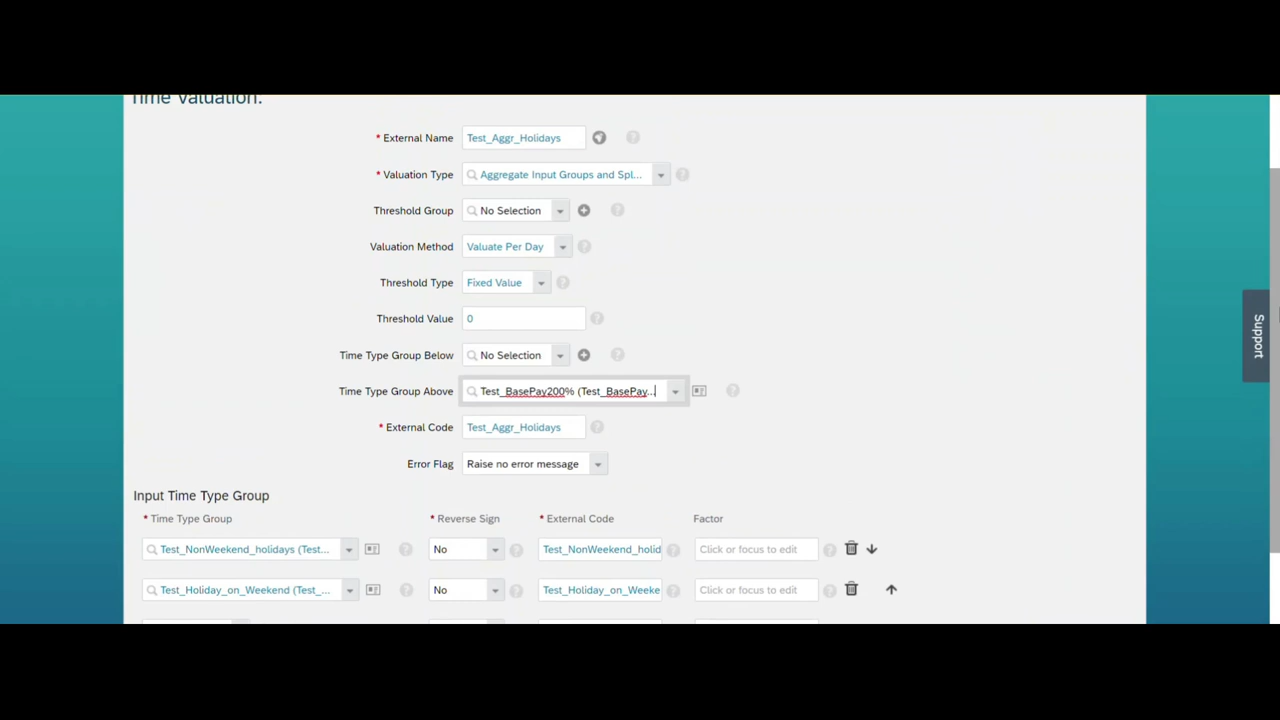 Time Valuation:
* External Name Test_Aggr_Holidays
* Valuation Type Aggregate Input Groups and Spl...
Threshold Group No Selection
Valuation Method Valuate Per Day
Threshold Type Fixed Value
Threshold Value 0
Time Type Group Below No Selection
Time Type Group Above Test_BasePay200% (Test_BasePay...
* External Code Test_Aggr_Holidays
Error Flag Raise no error message
Input Time Type Group
* Time Type Group * Reverse Sign * External Code Factor
Test_NonWeekend_holidays (Test... No Test_NonWeekend_holid Click or focus to edit
Test_Holiday_on_Weekend (Test_... No Test_Holiday_on_Weeke Click or focus to edit
Support